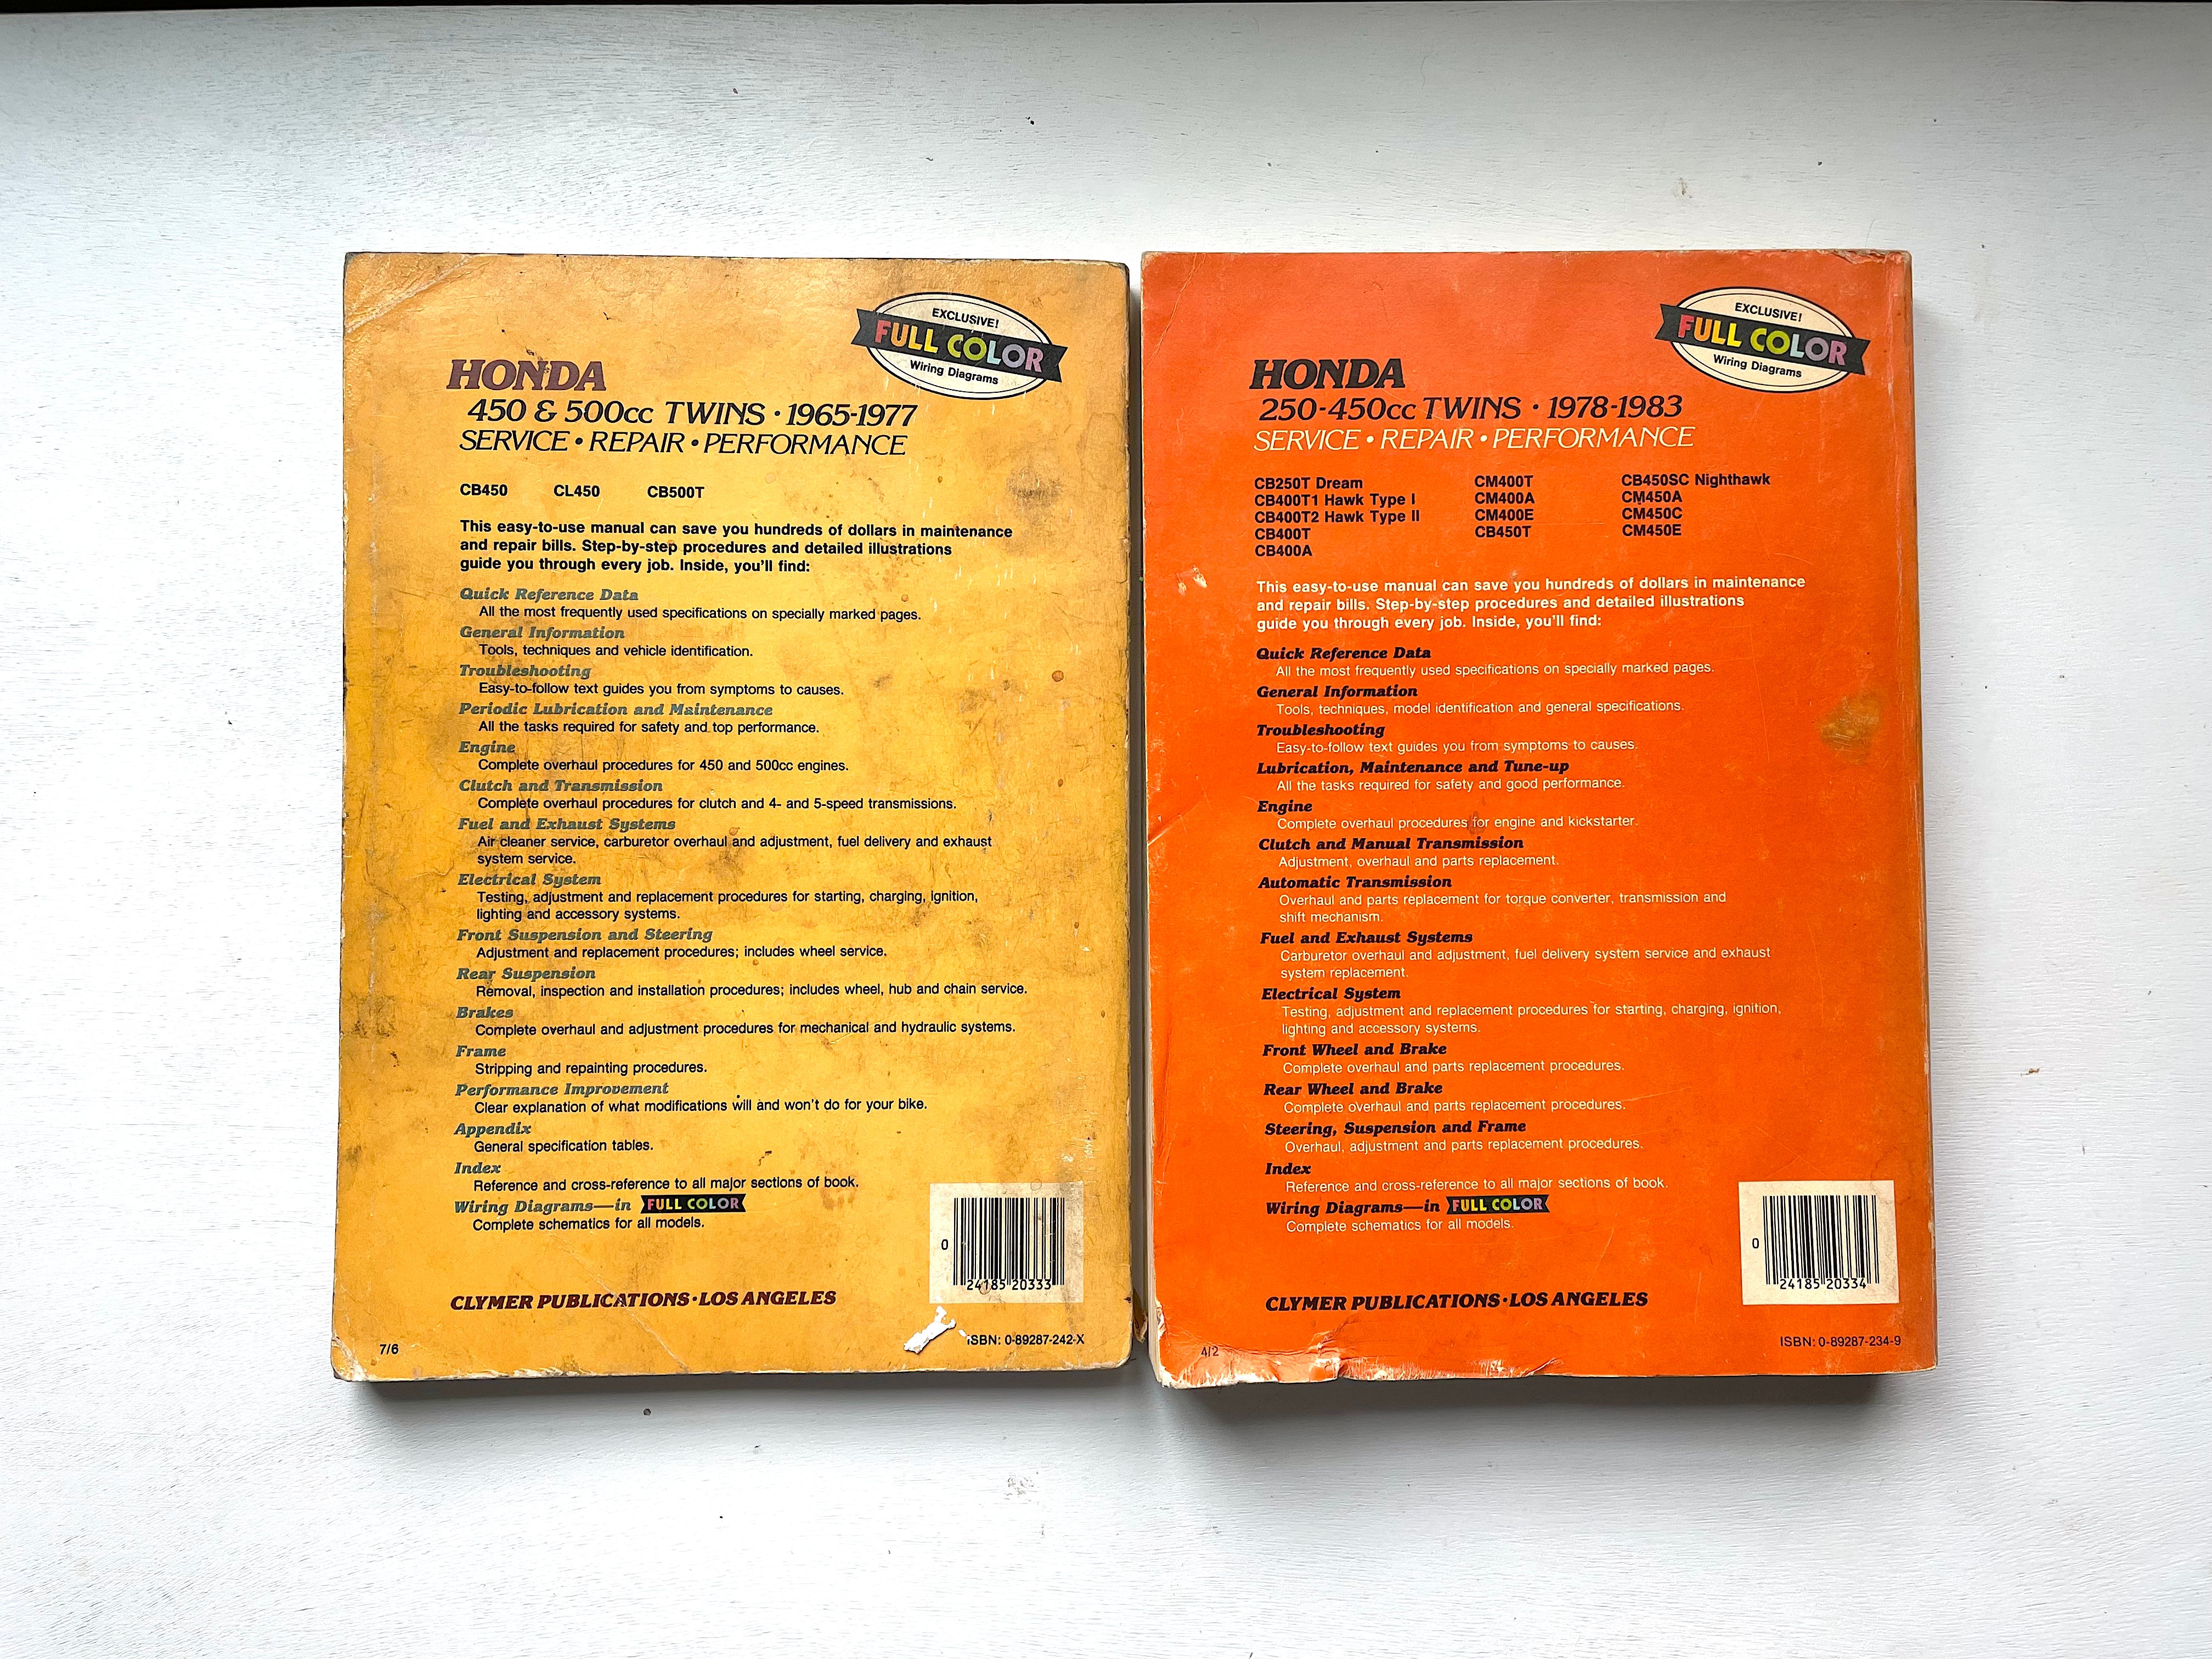 EXCLUSIVE!
FULL COLOR
Wiring Diagrams
HONDA
450 & 500cc TWINS • 1965-1977
SERVICE • REPAIR • PERFORMANCE
CB450 CL450 CB500T
This easy-to-use manual can save you hundreds of dollars in maintenance
and repair bills. Step-by-step procedures and detailed illustrations
guide you through every job. Inside, you'll find:
Quick Reference Data
All the most frequently used specifications on specially marked pages.
General Information
Tools, techniques and vehicle identification.
Troubleshooting
Easy-to-follow text guides you from symptoms to causes.
Periodic Lubrication and Maintenance
All the tasks required for safety and top performance.
Engine
Complete overhaul procedures for 450 and 500cc engines.
Clutch and Transmission
Complete overhaul procedures for clutch and 4- and 5-speed transmissions.
Fuel and Exhaust Systems
Air cleaner service, carburetor overhaul and adjustment, fuel delivery and exhaust
system service.
Electrical System
Testing, adjustment and replacement procedures for starting, charging, ignition,
lighting and accessory systems.
Front Suspension and Steering
Adjustment and replacement procedures; includes wheel service.
Rear Suspension
Removal, inspection and installation procedures; includes wheel, hub and chain service.
Brakes
Complete overhaul and adjustment procedures for mechanical and hydraulic systems.
Frame
Stripping and repainting procedures.
Performance Improvement
Clear explanation of what modifications will and won't do for your bike.
Appendix
General specification tables.
Index
Reference and cross-reference to all major sections of book.
Wiring Diagrams—in FULL COLOR
Complete schematics for all models.
0 24185 20333
CLYMER PUBLICATIONS • LOS ANGELES
ISBN: 0-89287-242-X
7/6
EXCLUSIVE!
FULL COLOR
Wiring Diagrams
HONDA
250-450cc TWINS • 1978-1983
SERVICE • REPAIR • PERFORMANCE
CB250T Dream CM400T CB450SC Nighthawk
CB400T1 Hawk Type I CM400A CM450A
CB400T2 Hawk Type II CM400E CM450C
CB400T CB450T CM450E
CB400A
This easy-to-use manual can save you hundreds of dollars in maintenance
and repair bills. Step-by-step procedures and detailed illustrations
guide you through every job. Inside, you'll find:
Quick Reference Data
All the most frequently used specifications on specially marked pages.
General Information
Tools, techniques, model identification and general specifications.
Troubleshooting
Easy-to-follow text guides you from symptoms to causes.
Lubrication, Maintenance and Tune-up
All the tasks required for safety and good performance.
Engine
Complete overhaul procedures for engine and kickstarter.
Clutch and Manual Transmission
Adjustment, overhaul and parts replacement.
Automatic Transmission
Overhaul and parts replacement for torque converter, transmission and
shift mechanism.
Fuel and Exhaust Systems
Carburetor overhaul and adjustment, fuel delivery system service and exhaust
system replacement.
Electrical System
Testing, adjustment and replacement procedures for starting, charging, ignition,
lighting and accessory systems.
Front Wheel and Brake
Complete overhaul and parts replacement procedures.
Rear Wheel and Brake
Complete overhaul and parts replacement procedures.
Steering, Suspension and Frame
Overhaul, adjustment and parts replacement procedures.
Index
Reference and cross-reference to all major sections of book.
Wiring Diagrams—in FULL COLOR
Complete schematics for all models.
0 24185 20334
CLYMER PUBLICATIONS • LOS ANGELES
ISBN: 0-89287-234-9
4/2